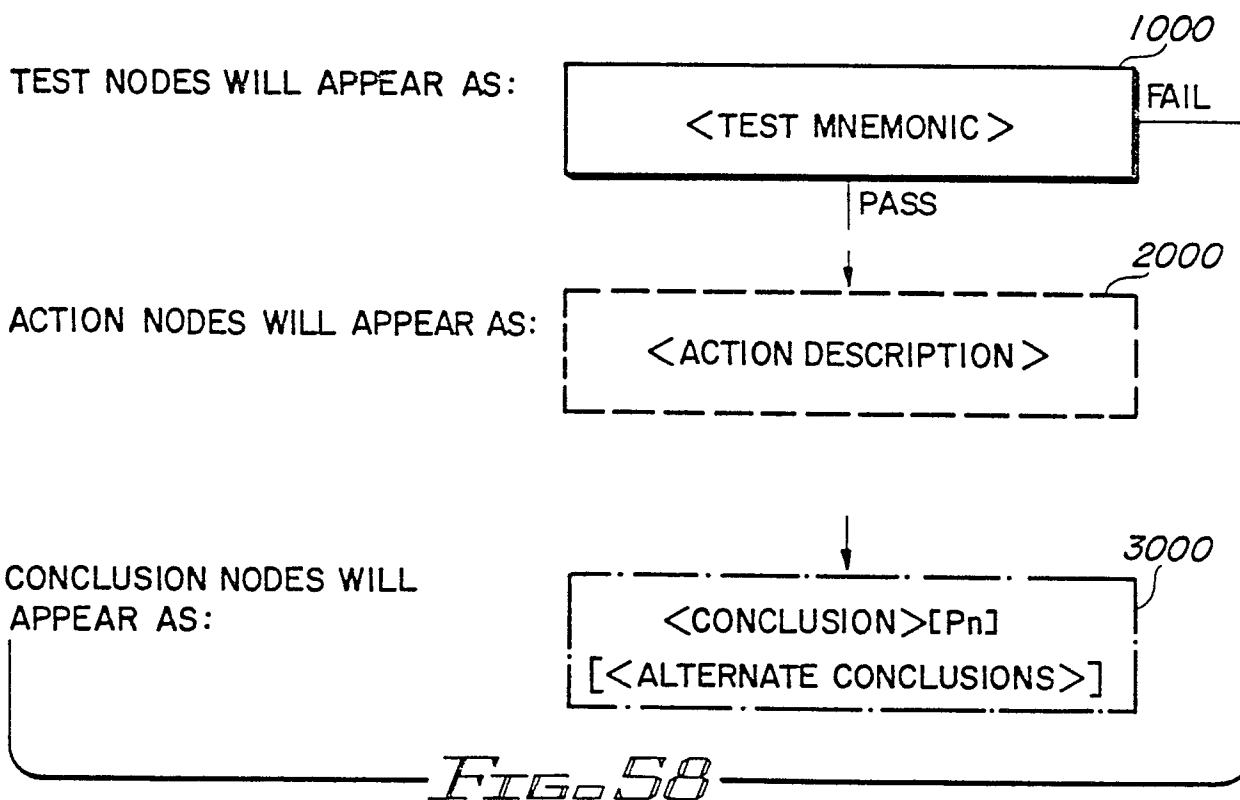 1000
TEST NODES WILL APPEAR AS:
<TEST MNEMONIC>
FAIL
PASS
2000
ACTION NODES WILL APPEAR AS:
<ACTION DESCRIPTION>
3000
CONCLUSION NODES WILL
APPEAR AS:
<CONCLUSION>[Pn]
[<ALTERNATE CONCLUSIONS>]
FIG. 58